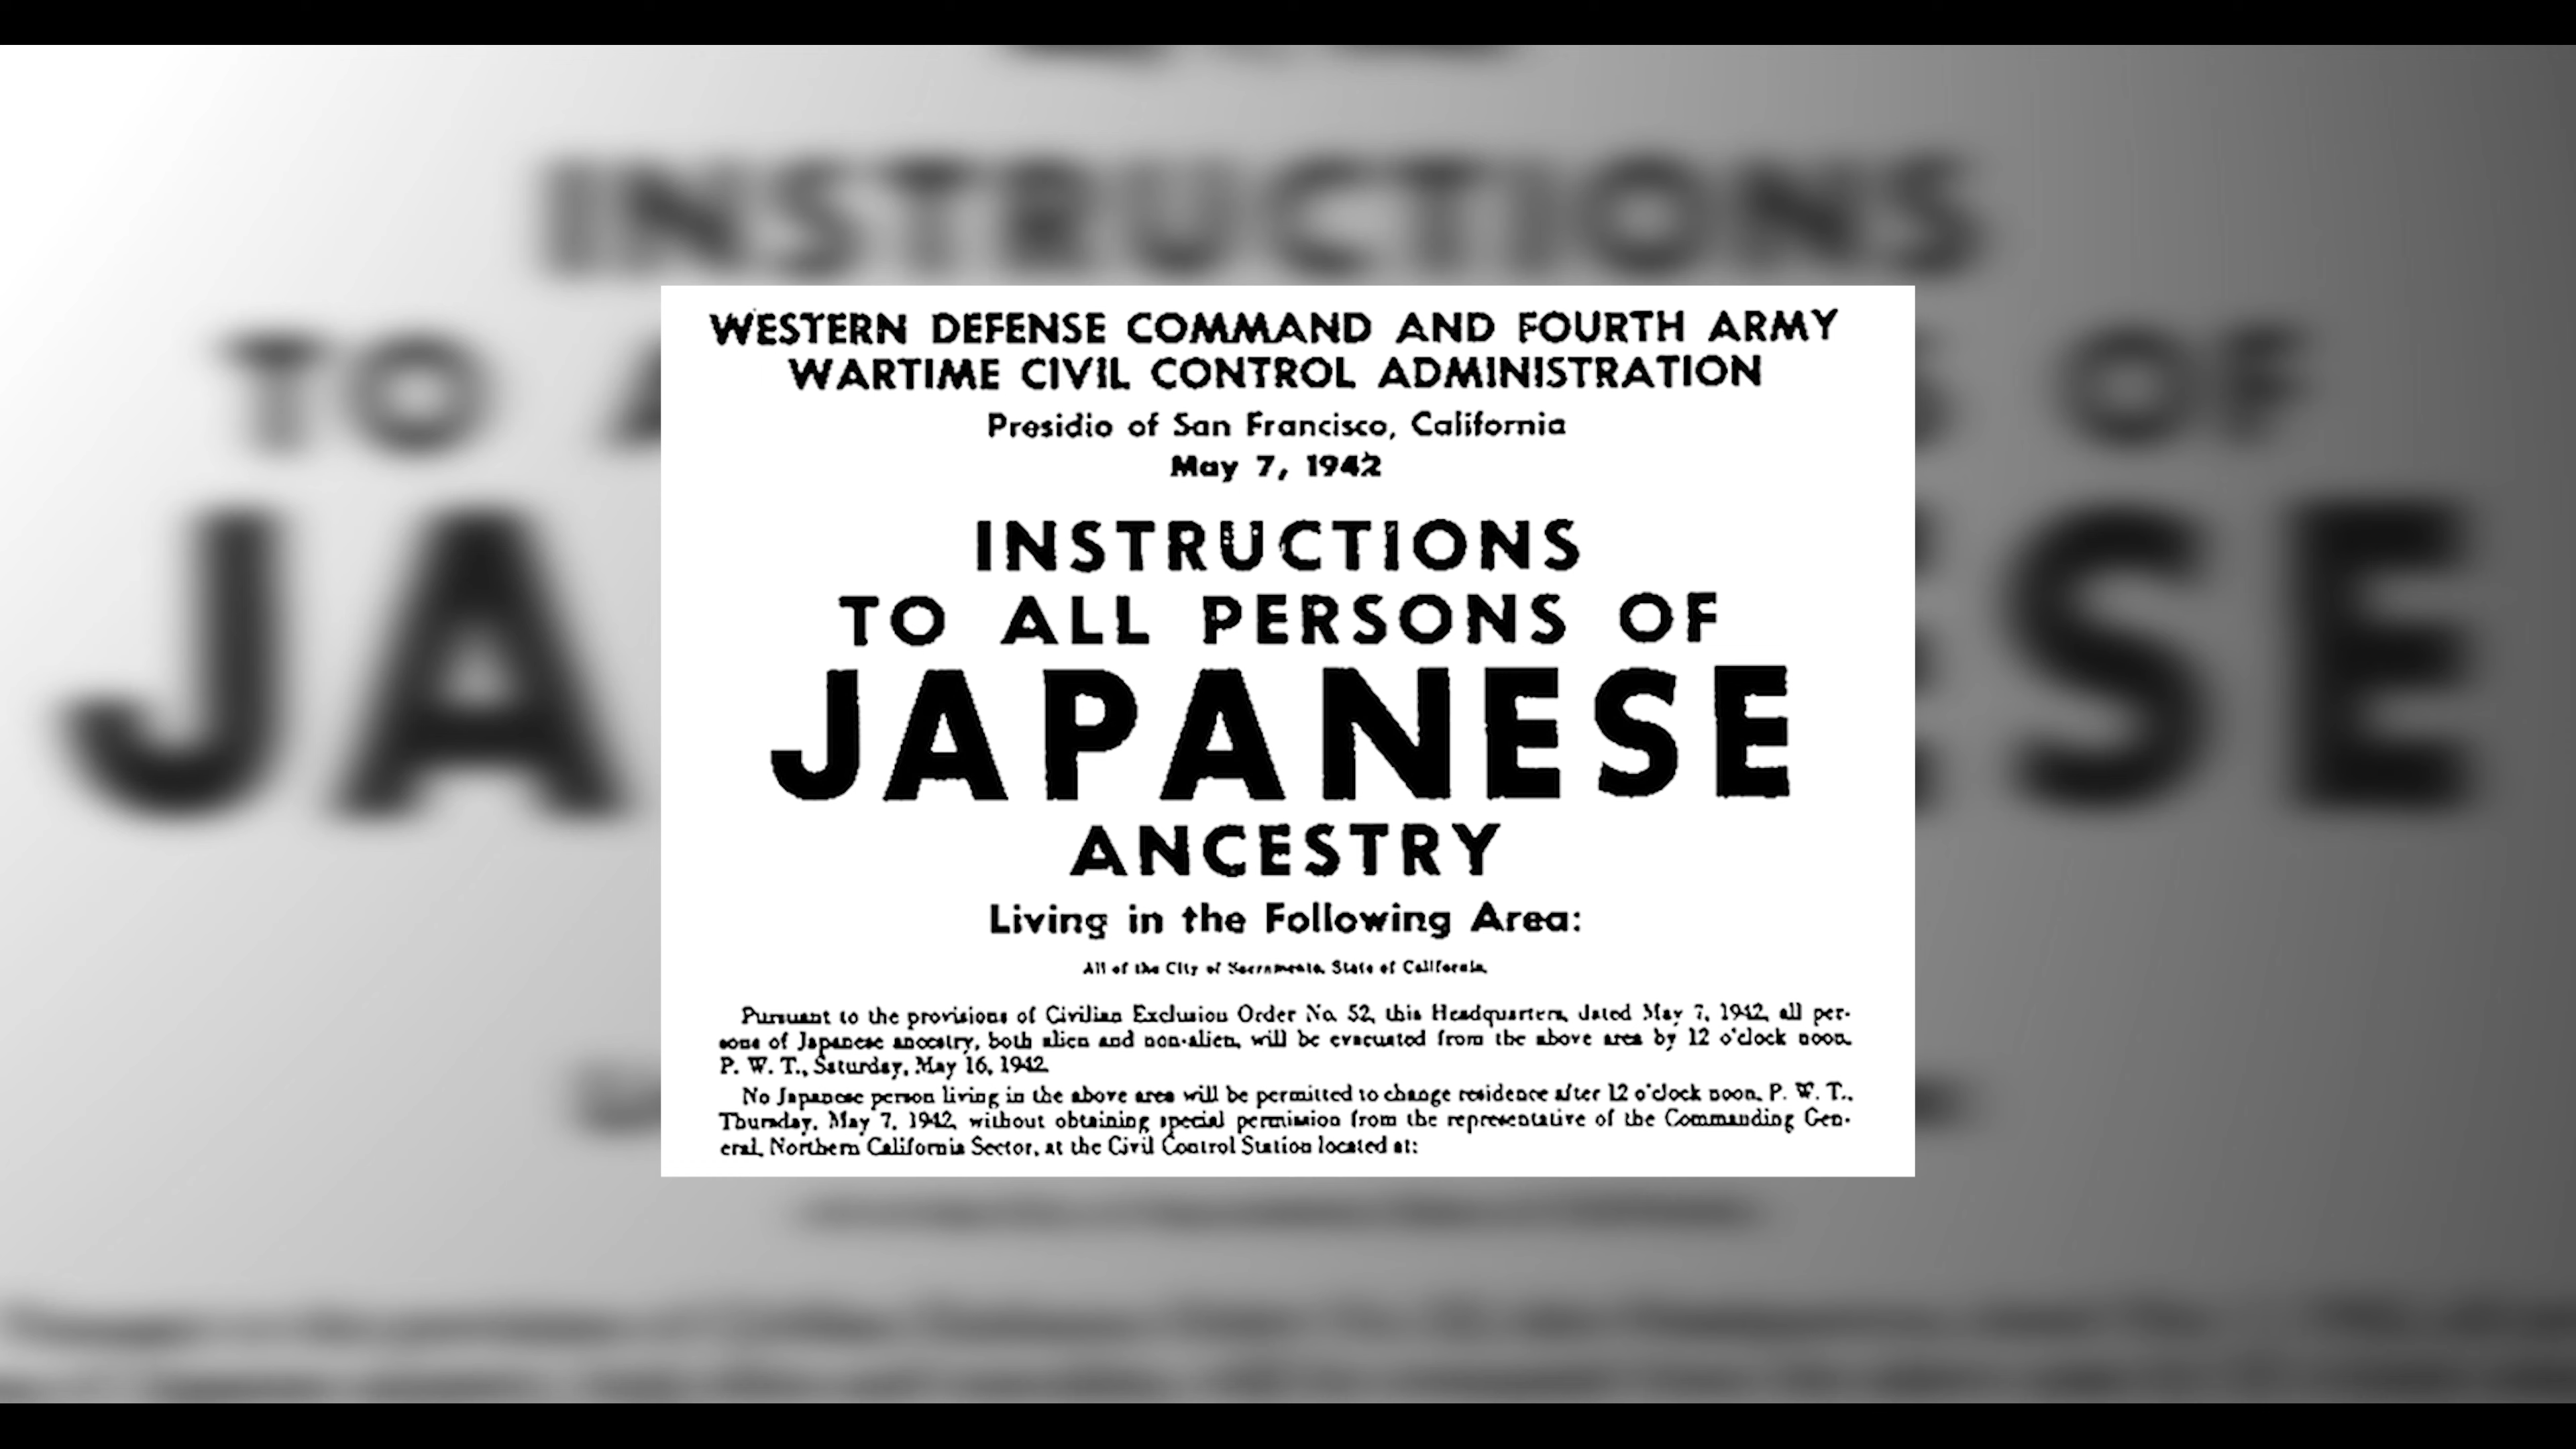 WESTERN DEFENSE COMMAND AND FOURTH ARMY
WARTIME CIVIL CONTROL ADMINISTRATION
Presidio of San Francisco, California
May 7, 1942
INSTRUCTIONS
TO ALL PERSONS OF
JAPANESE
ANCESTRY
Living in the Following Area:
All of the City of Sacramento, State of California.
Pursuant to the provisions of Civilian Exclusion Order No. 52, this Headquarters, dated May 7, 1942, all per-
sons of Japanese ancestry, both alien and non-alien, will be evacuated from the above area by 12 o'clock noon,
P. W. T., Saturday, May 16, 1942.
No Japanese person living in the above area will be permitted to change residence after 12 o'clock noon, P. W. T.,
Thursday, May 7, 1942, without obtaining special permission from the representative of the Commanding Gen-
eral, Northern California Sector, at the Civil Control Station located at: